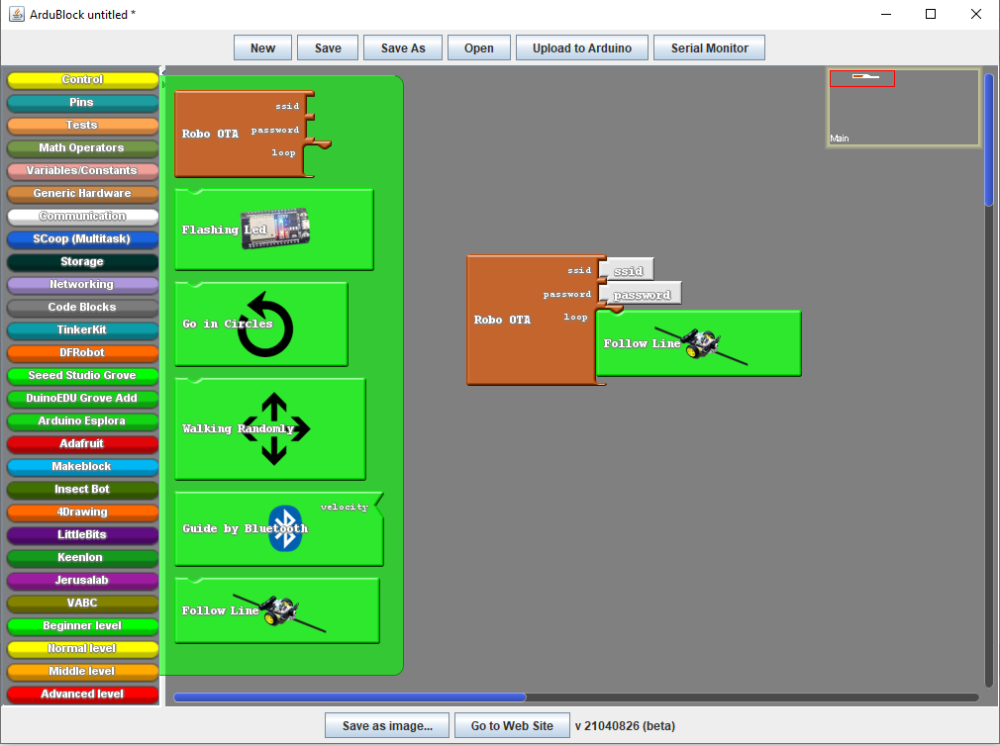 ArduBlock untitled *
New Save Save As Open Upload to Arduino Serial Monitor
Control
Pins
Tests
Math Operators
Variables/Constants
Generic Hardware
Communication
SCoop (Multitask)
Storage
Networking
Code Blocks
TinkerKit
DFRobot
Seeed Studio Grove
DuinoEDU Grove Add
Arduino Esplora
Adafruit
Makeblock
Insect Bot
4Drawing
LittleBits
Keenlon
Jerusalab
VABC
Beginner level
Normal level
Middle level
Advanced level
ssid
password
Robo OTA
loop
Flashing Led
Go in Circles
Walking Randomly
velocity
Guide by Bluetooth
Follow Line
ssid ssid
password password
Robo OTA loop
Follow Line
Main
Save as image... Go to Web Site v 21040826 (beta)